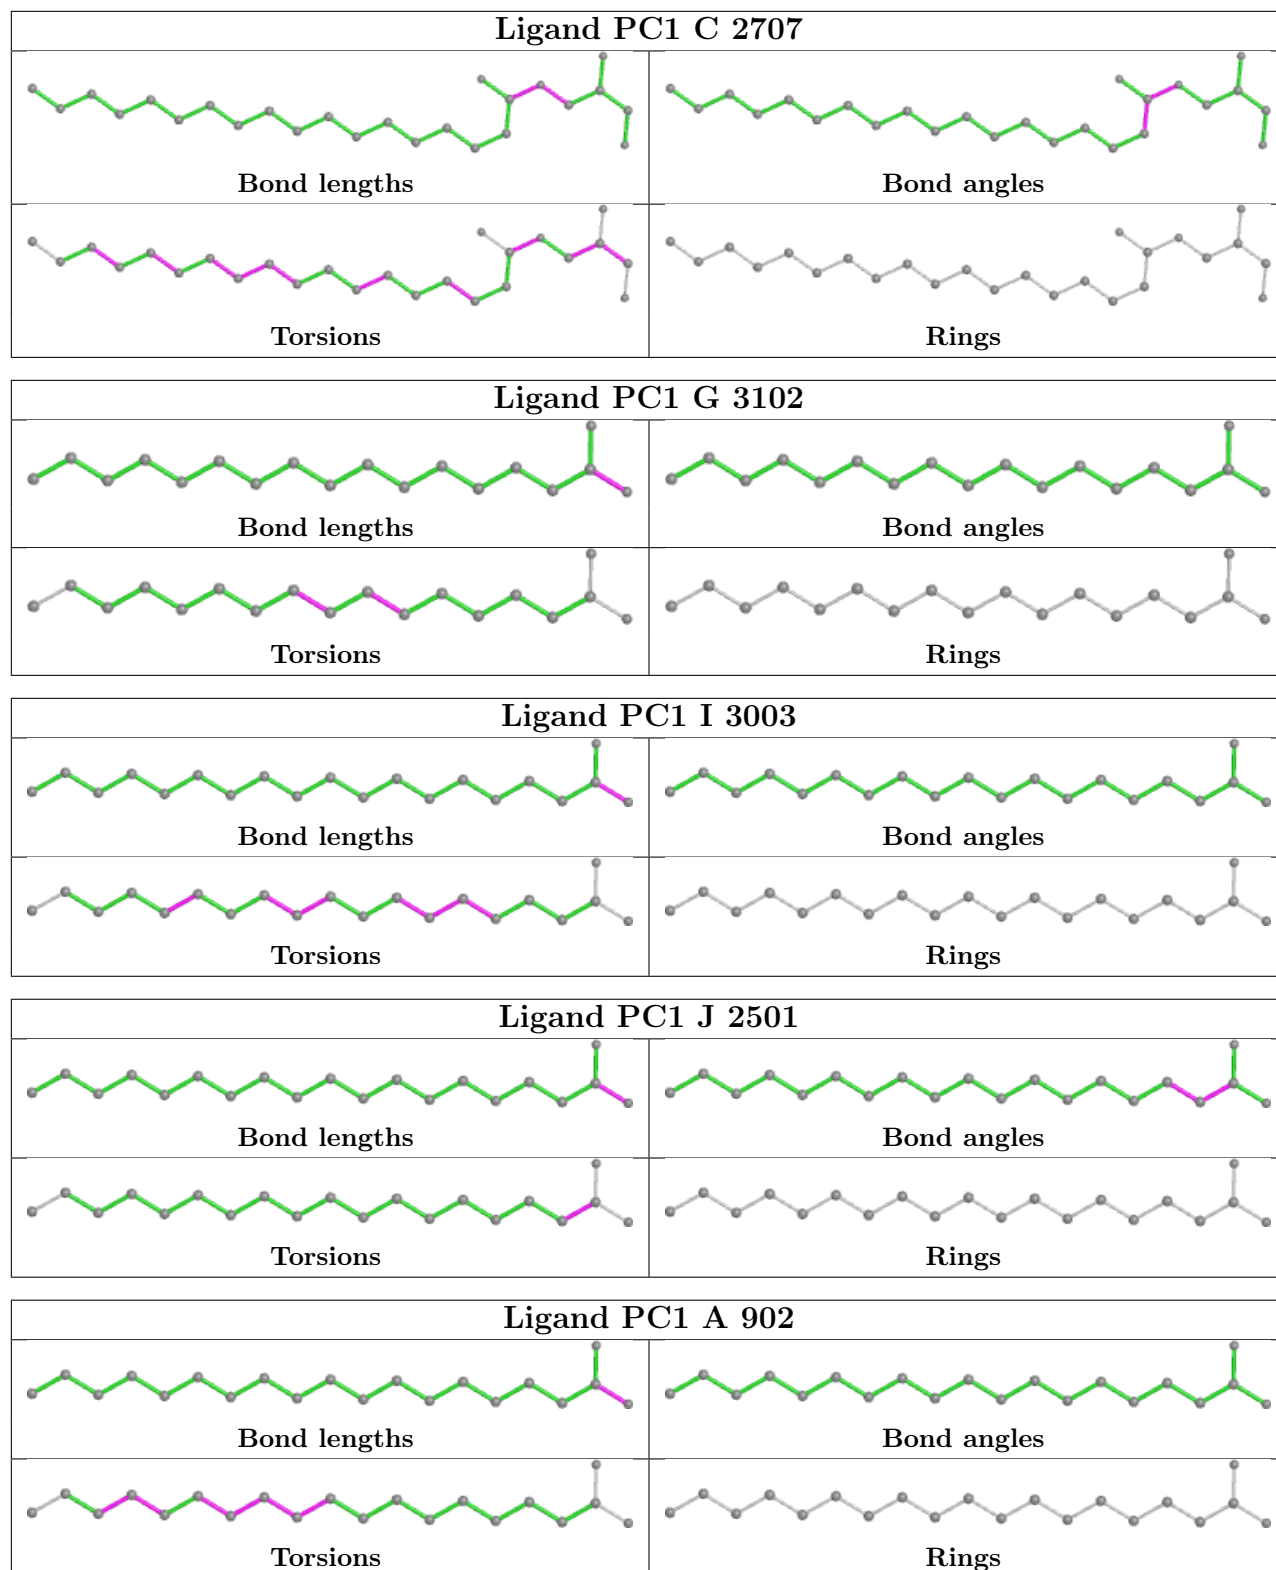 Ligand PC1 C 2707
Bond lengths
Bond angles
Torsions
Rings
Ligand PC1 G 3102
Bond lengths
Bond angles
Torsions
Rings
Ligand PC1 I 3003
Bond lengths
Bond angles
Torsions
Rings
Ligand PC1 J 2501
Bond lengths
Bond angles
Torsions
Rings
Ligand PC1 A 902
Bond lengths
Bond angles
Torsions
Rings